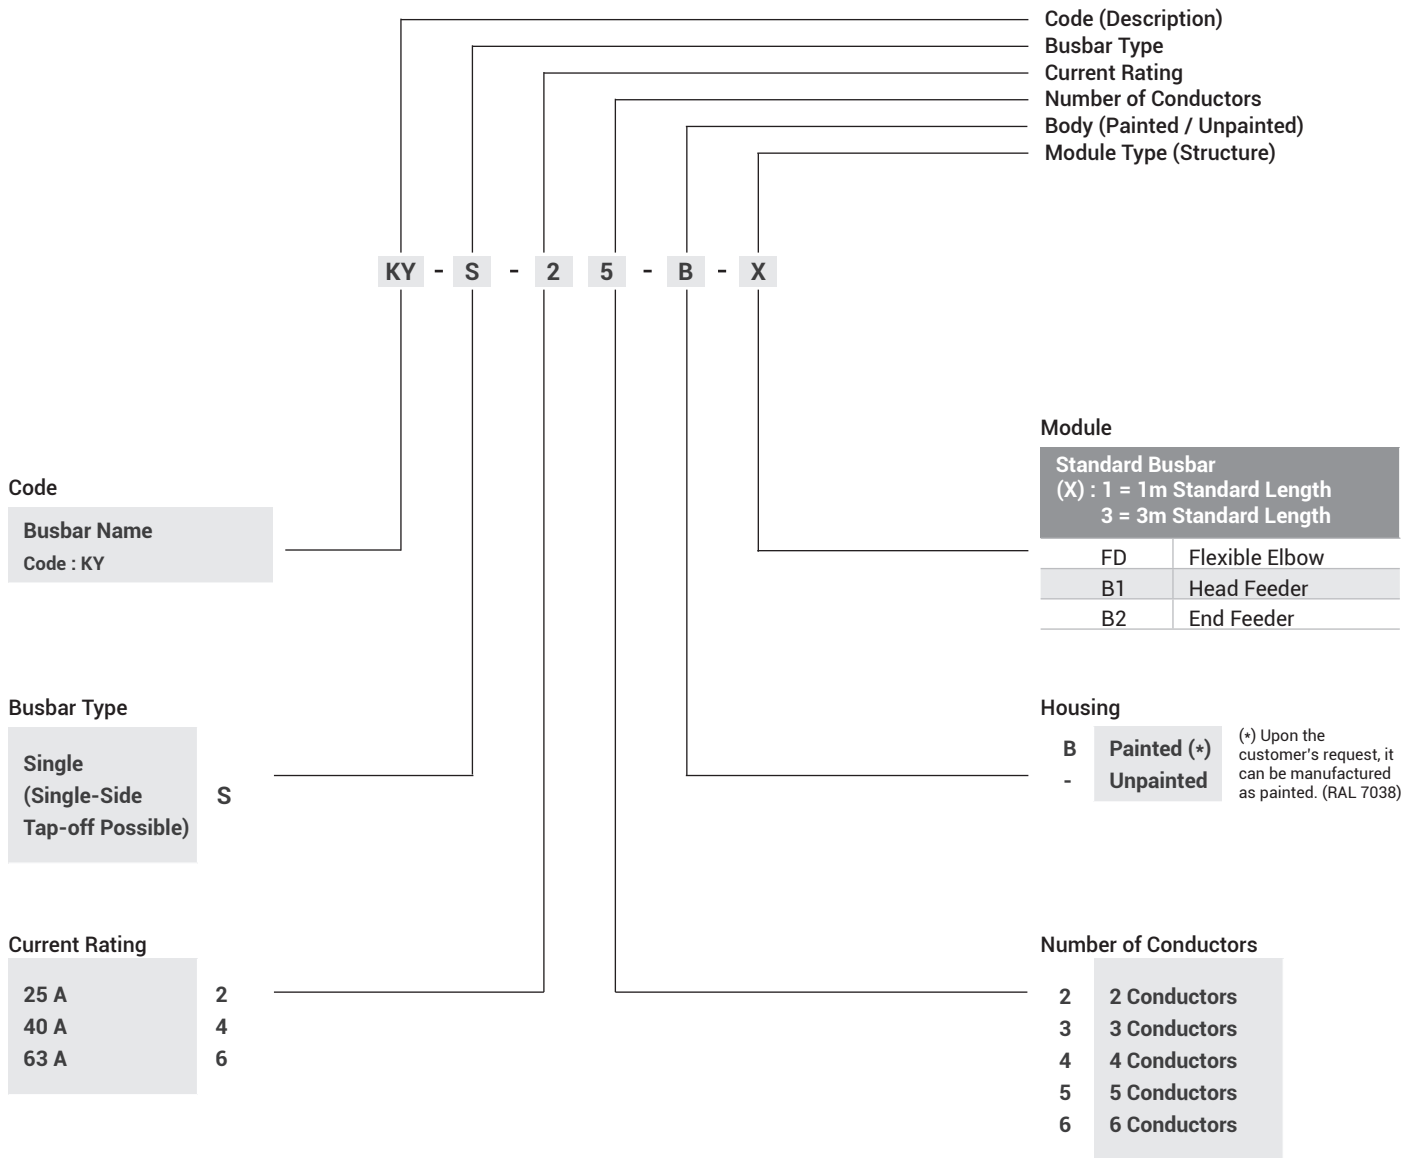 Code (Description)
Busbar Type
Current Rating
Number of Conductors
Body (Painted / Unpainted)
Module Type (Structure)
KY - S - 2 5 - B - X
Module
Standard Busbar
(X) : 1 = 1m Standard Length
3 = 3m Standard Length
FD Flexible Elbow
B1 Head Feeder
B2 End Feeder
Code
Busbar Name
Code : KY
Busbar Type
Single
(Single-Side S
Tap-off Possible)
Housing
B Painted (*)
- Unpainted
(*) Upon the
customer's request, it
can be manufactured
as painted. (RAL 7038)
Current Rating
25 A 2
40 A 4
63 A 6
Number of Conductors
2 2 Conductors
3 3 Conductors
4 4 Conductors
5 5 Conductors
6 6 Conductors